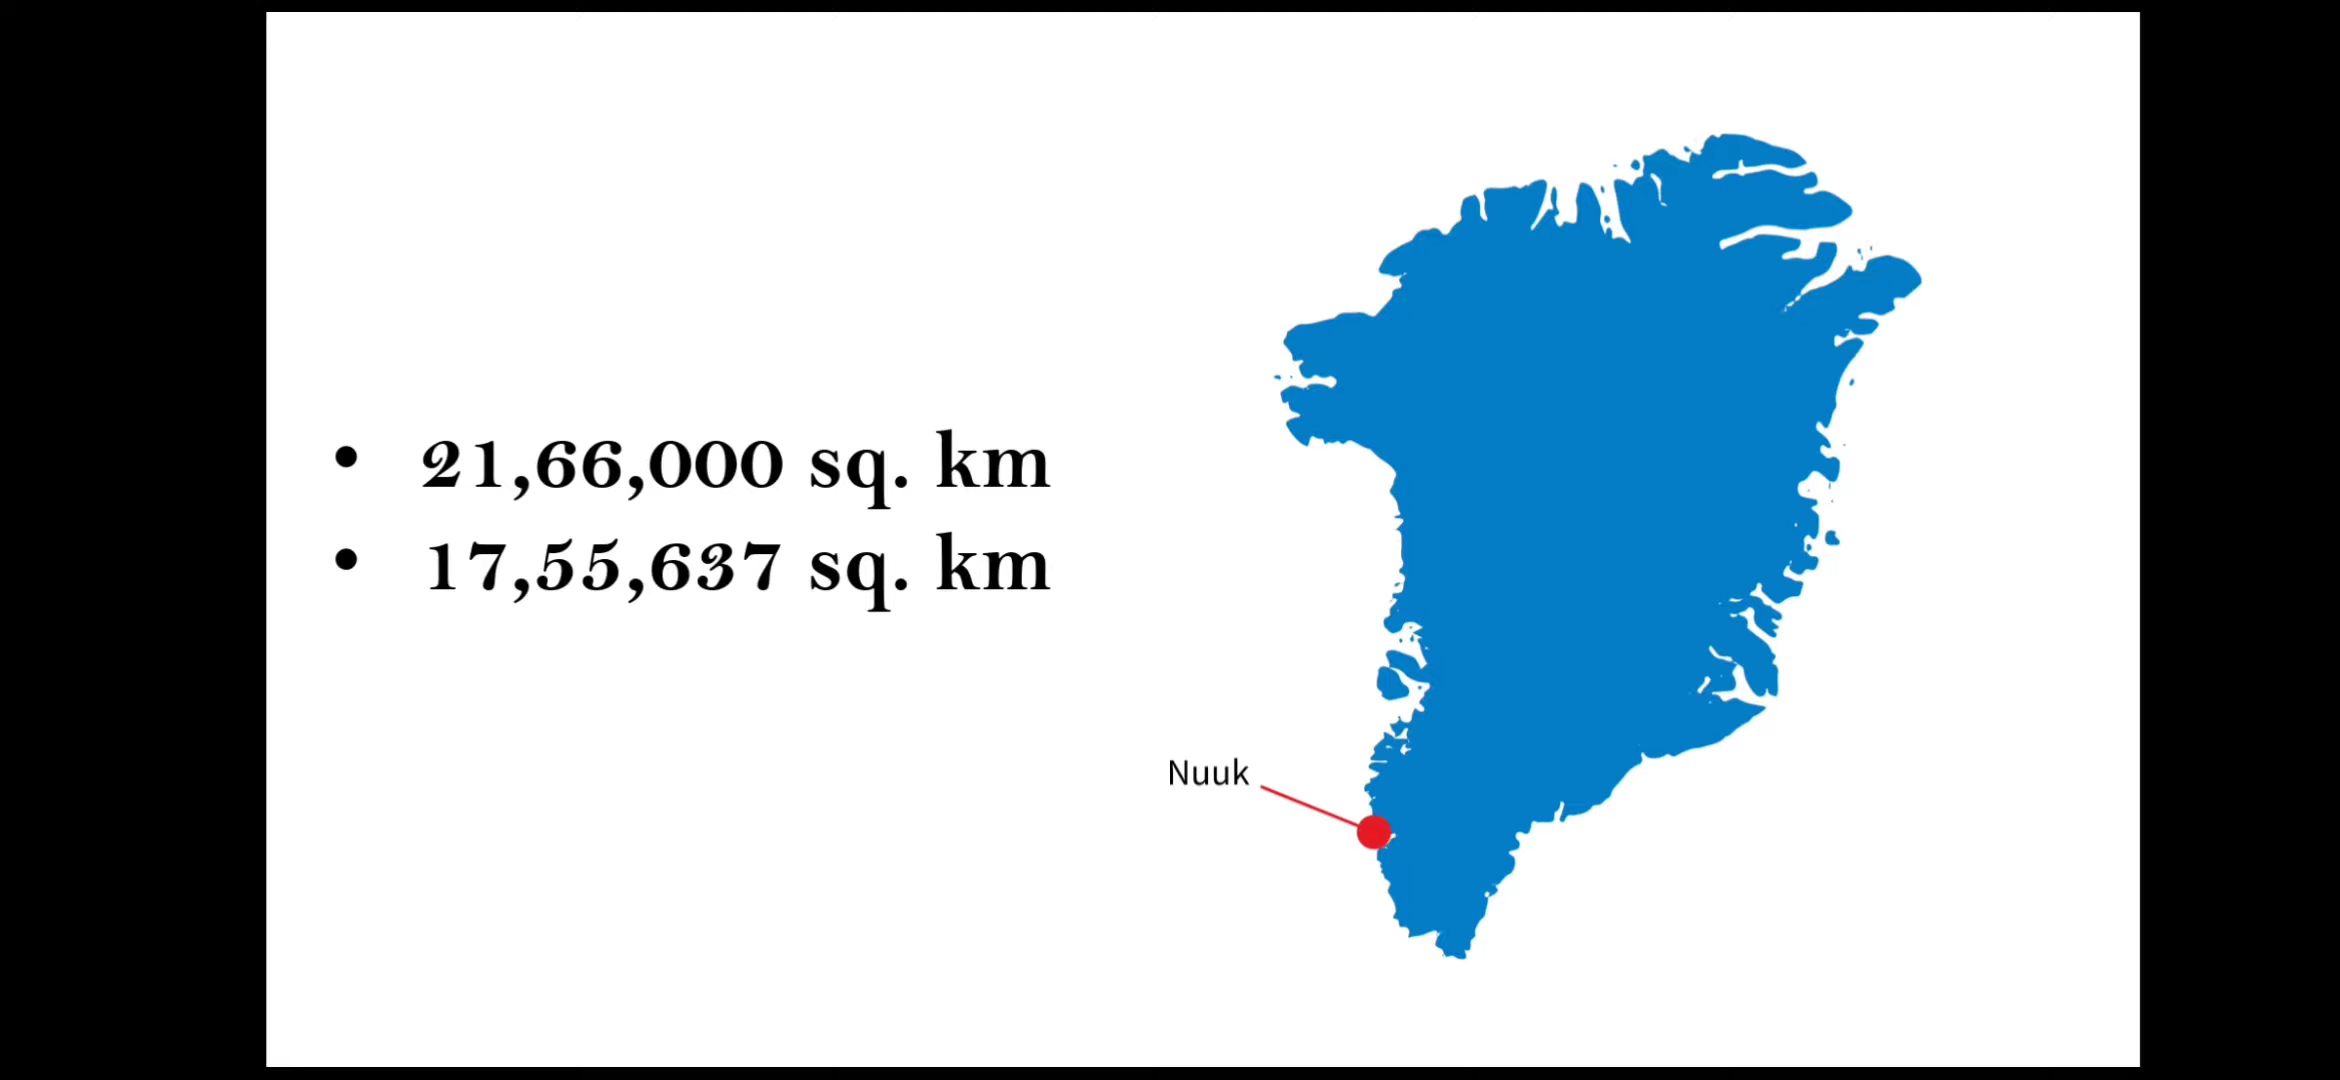 • 21,66,000 sq. km
• 17,55,637 sq. km
Nuuk